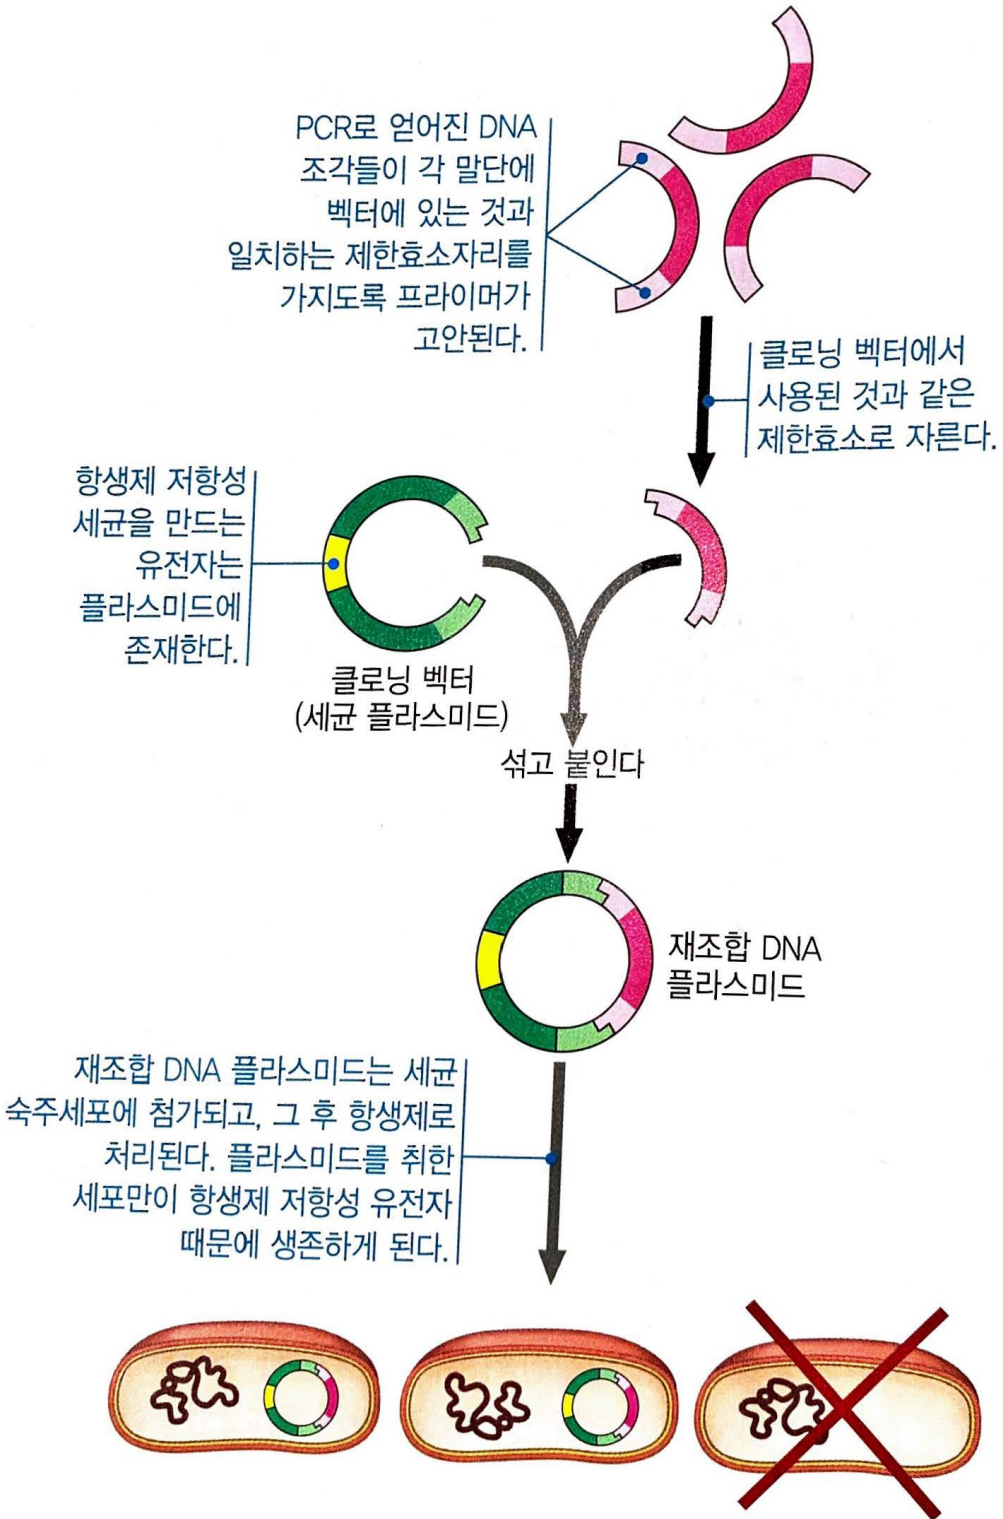 PCR로 얻어진 DNA
조각들이 각 말단에
벡터에 있는 것과
일치하는 제한효소자리를
가지도록 프라이머가
고안된다.
클로닝 벡터에서
사용된 것과 같은
제한효소로 자른다.
항생제 저항성
세균을 만드는
유전자는
플라스미드에
존재한다.
클로닝 벡터
(세균 플라스미드)
섞고 붙인다
재조합 DNA
플라스미드
재조합 DNA 플라스미드는 세균
숙주세포에 첨가되고, 그 후 항생제로
처리된다. 플라스미드를 취한
세포만이 항생제 저항성 유전자
때문에 생존하게 된다.